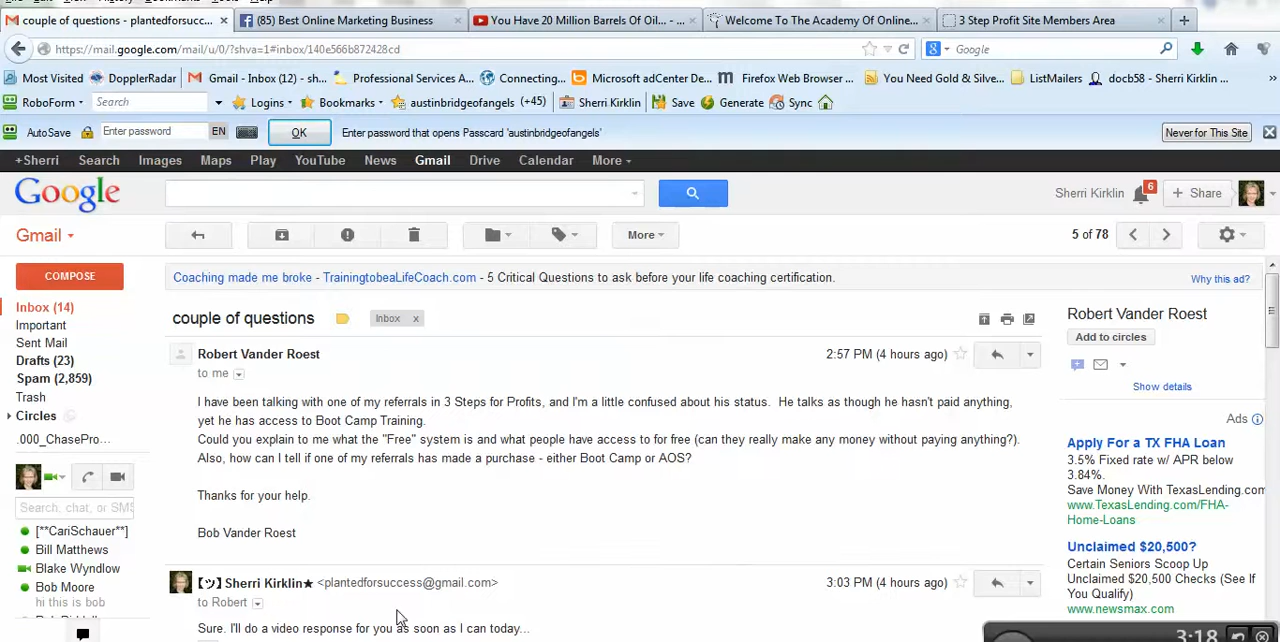 couple of questions - plantedforsucc... × (85) Best Online Marketing Business × You Have 20 Million Barrels Of Oil... - ... × Welcome To The Academy Of Online... × 3 Step Profit Site Members Area × +
https://mail.google.com/mail/u/0/?shva=1#inbox/140e566b872428cd Google
Most Visited DopplerRadar Gmail - Inbox (12) - sh... Professional Services A... Connecting... Microsoft adCenter De... Firefox Web Browser ... You Need Gold & Silve... ListMailers docb58 - Sherri Kirklin ... »
RoboForm Search Logins Bookmarks austinbridgeofangels (+45) Sherri Kirklin Save Generate Sync
AutoSave Enter password EN OK Enter password that opens Passcard 'austinbridgeofangels' Never for This Site
+Sherri Search Images Maps Play YouTube News Gmail Drive Calendar More
Google Sherri Kirklin 6 + Share
Gmail More 5 of 78
COMPOSE
Coaching made me broke - TrainingtobeaLifeCoach.com - 5 Critical Questions to ask before your life coaching certification. Why this ad?
Inbox (14)
Important
Sent Mail
Drafts (23)
Spam (2,859)
Trash
Circles
.000_ChasePro...
Search, chat, or SMS
[**CariSchauer**]
Bill Matthews
Blake Wyndlow
Bob Moore
hi this is bob
couple of questions Inbox x
Robert Vander Roest 2:57 PM (4 hours ago)
to me
I have been talking with one of my referrals in 3 Steps for Profits, and I'm a little confused about his status. He talks as though he hasn't paid anything,
yet he has access to Boot Camp Training.
Could you explain to me what the "Free" system is and what people have access to for free (can they really make any money without paying anything?).
Also, how can I tell if one of my referrals has made a purchase - either Boot Camp or AOS?
Thanks for your help.
Bob Vander Roest
【ツ】Sherri Kirklin★ <plantedforsuccess@gmail.com> 3:03 PM (4 hours ago)
to Robert
Sure. I'll do a video response for you as soon as I can today...
Robert Vander Roest
Add to circles
Show details
Ads
Apply For a TX FHA Loan
3.5% Fixed rate w/ APR below
3.84%.
Save Money With TexasLending.com
www.TexasLending.com/FHA-
Home-Loans
Unclaimed $20,500?
Certain Seniors Scoop Up
Unclaimed $20,500 Checks (See if
You Qualify)
www.newsmax.com
3:18